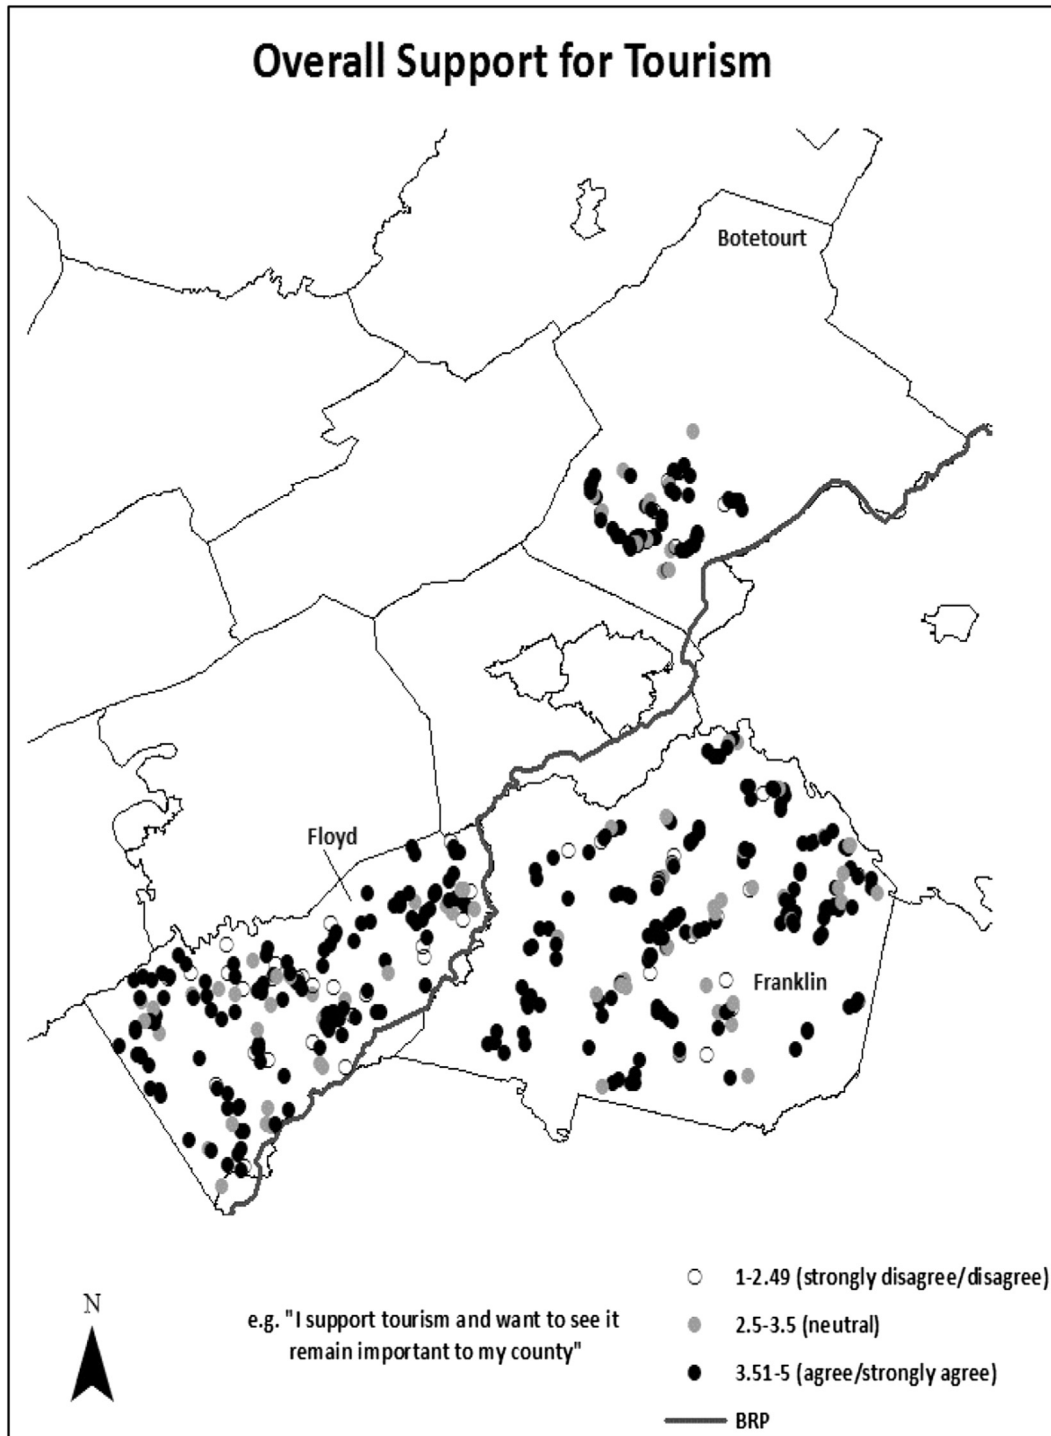 Overall Support for Tourism
Botetourt
Floyd
Franklin
1-2.49 (strongly disagree/disagree)
N
e.g. "I support tourism and want to see it
2.5-3.5 (neutral)
remain important to my county"
3.51-5 (agree/strongly agree)
BRP